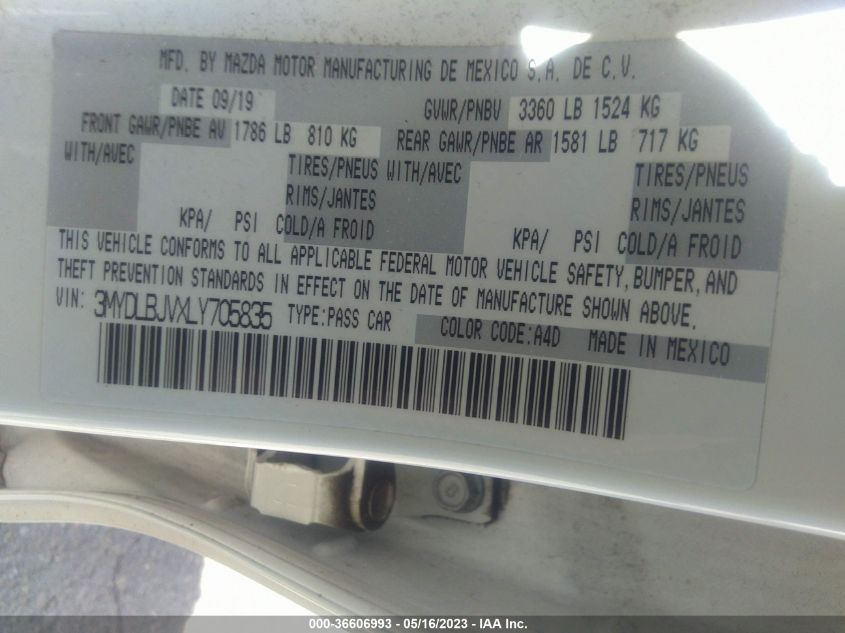 MFD. BY MAZDA MOTOR MANUFACTURING DE MEXICO S.A. DE C.V.
DATE 09/19 GVWR/PNBV 3360 LB 1524 KG
FRONT GAWR/PNBE AV 1786 LB 810 KG REAR GAWR/PNBE AR 1581 LB 717 KG
WITH/AVEC TIRES/PNEUS WITH/AVEC TIRES/PNEUS
RIMS/JANTES RIMS/JANTES
KPA/ PSI COLD/A FROID KPA/ PSI COLD/A FROID
THIS VEHICLE CONFORMS TO ALL APPLICABLE FEDERAL MOTOR VEHICLE SAFETY, BUMPER, AND
THEFT PREVENTION STANDARDS IN EFFECT ON THE DATE OF MANUFACTURE SHOWN ABOVE.
VIN: 3MYDLBJVXLY705835 TYPE:PASS CAR COLOR CODE:A4D MADE IN MEXICO
000-36606993 - 05/16/2023 - IAA Inc.